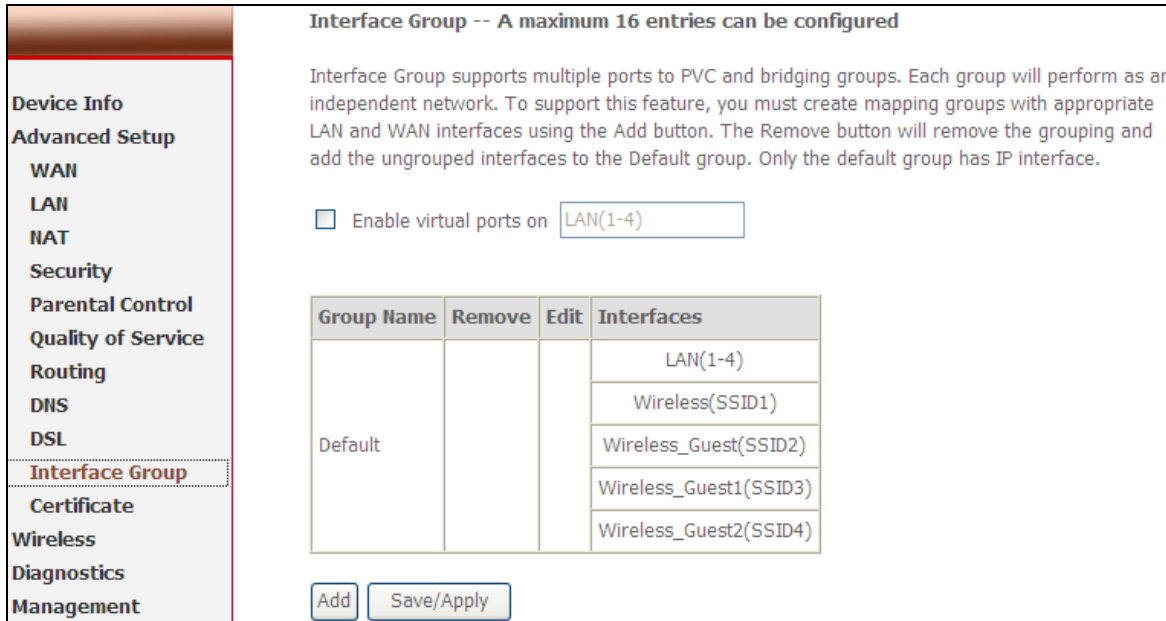 Interface Group -- A maximum 16 entries can be configured
Interface Group supports multiple ports to PVC and bridging groups. Each group will perform as an
independent network. To support this feature, you must create mapping groups with appropriate
LAN and WAN interfaces using the Add button. The Remove button will remove the grouping and
add the ungrouped interfaces to the Default group. Only the default group has IP interface.
Enable virtual ports on LAN(1-4)
Group Name Remove Edit Interfaces
Default
LAN(1-4)
Wireless(SSID1)
Wireless_Guest(SSID2)
Wireless_Guest1(SSID3)
Wireless_Guest2(SSID4)
Add Save/Apply
Device Info
Advanced Setup
WAN
LAN
NAT
Security
Parental Control
Quality of Service
Routing
DNS
DSL
Interface Group
Certificate
Wireless
Diagnostics
Management